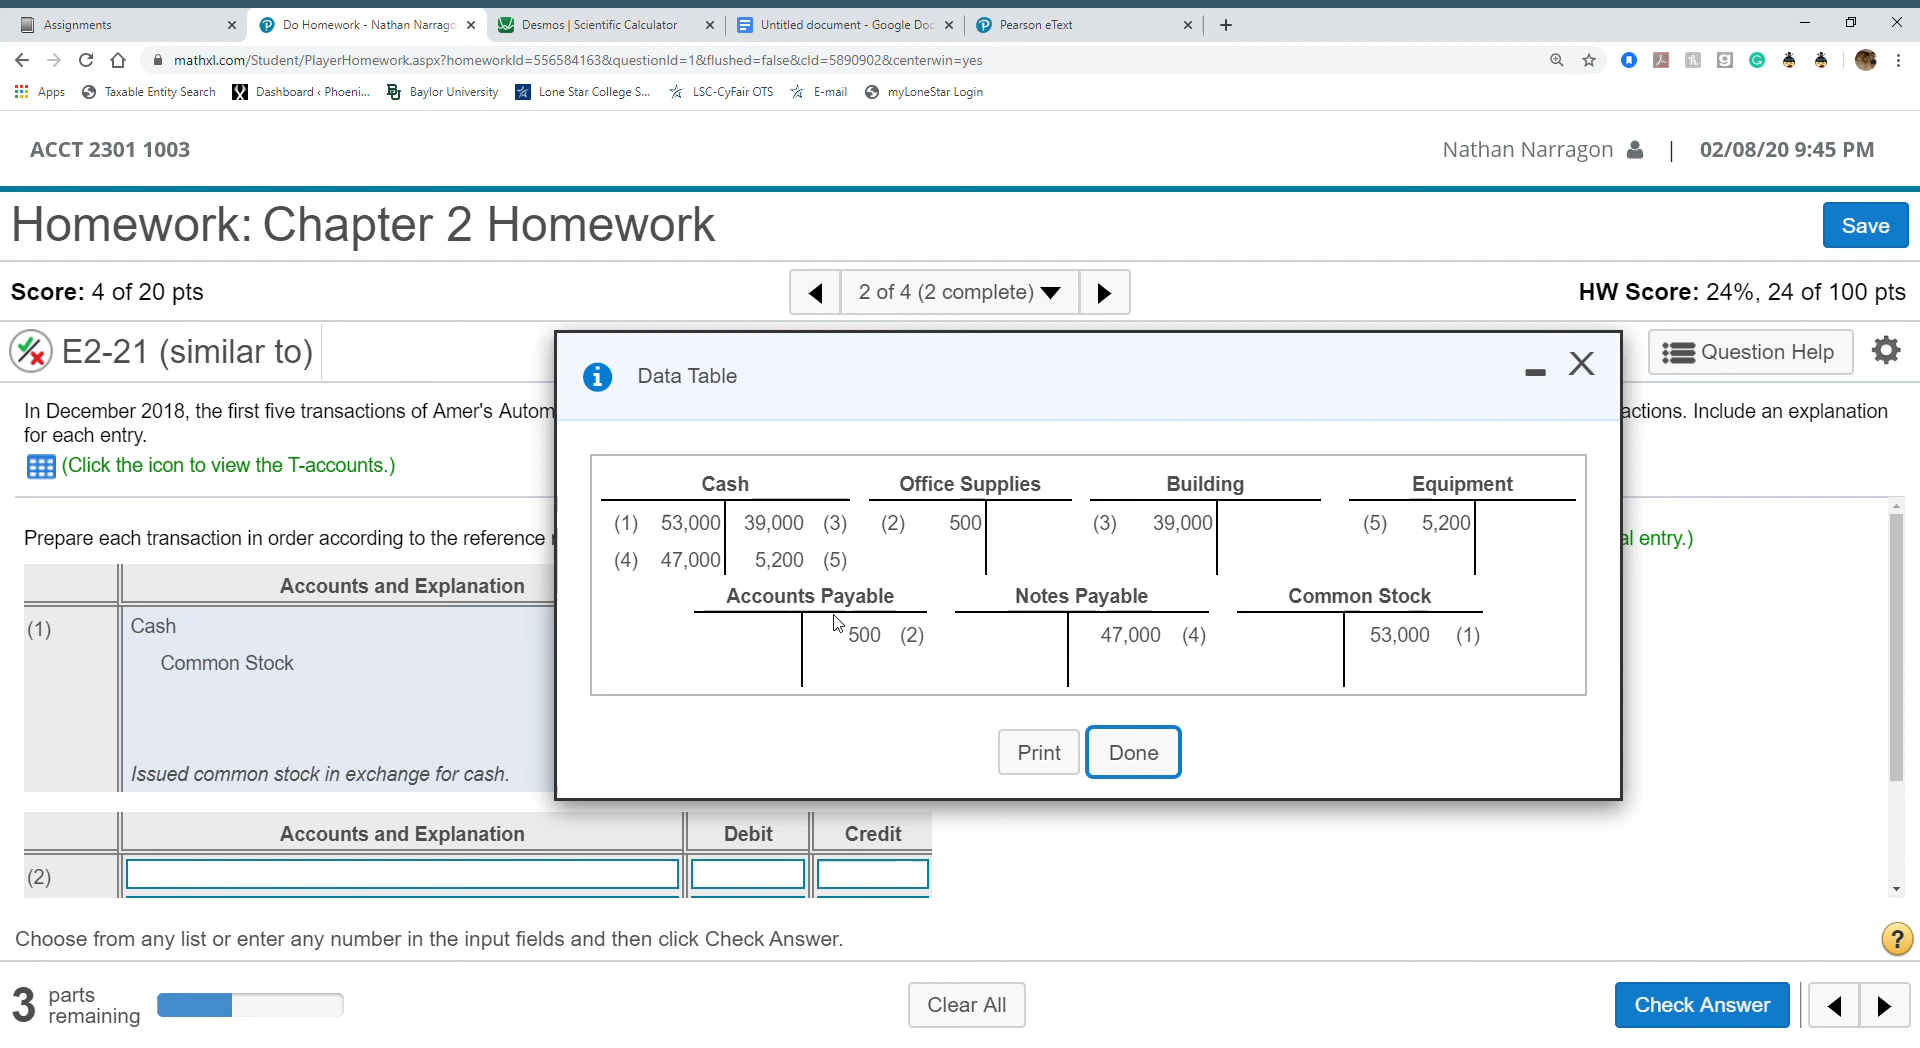 Assignments
Do Homework - Nathan Narrago
Desmos | Scientific Calculator
Untitled document - Google Doc
Pearson eText
mathxl.com/Student/PlayerHomework.aspx?homeworkId=556584163&questionId=1&flushed=false&cId=5890902&centerwin=yes
Apps Taxable Entity Search Dashboard ‹ Phoeni... Baylor University Lone Star College S... LSC-CyFair OTS E-mail myLoneStar Login
ACCT 2301 1003
Nathan Narragon | 02/08/20 9:45 PM
Homework: Chapter 2 Homework
Save
Score: 4 of 20 pts
2 of 4 (2 complete)
HW Score: 24%, 24 of 100 pts
E2-21 (similar to)
Question Help
Data Table
In December 2018, the first five transactions of Amer's Autom
actions. Include an explanation
for each entry.
(Click the icon to view the T-accounts.)
Cash Office Supplies Building Equipment
(1) 53,000 39,000 (3) (2) 500 (3) 39,000 (5) 5,200
(4) 47,000 5,200 (5)
Accounts Payable Notes Payable Common Stock
500 (2) 47,000 (4) 53,000 (1)
Print Done
Prepare each transaction in order according to the reference
al entry.)
Accounts and Explanation
(1) Cash
Common Stock
Issued common stock in exchange for cash.
Accounts and Explanation Debit Credit
(2)
Choose from any list or enter any number in the input fields and then click Check Answer.
?
3 parts remaining
Clear All
Check Answer